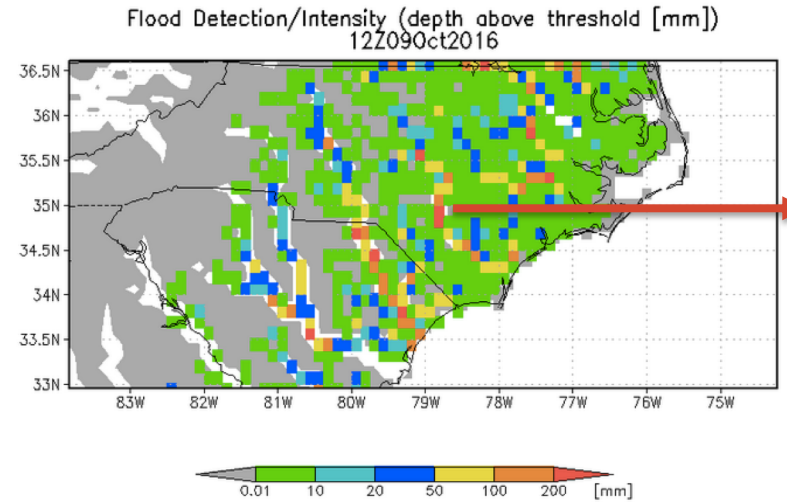 Flood Detection/Intensity (depth above threshold [mm])
12Z09Oct2016
36.5N
36N
35.5N
35N
34.5N
34N
33.5N
33N
83W 82W 81W 80W 79W 78W 77W 76W 75W
0.01 10 20 50 100 200 [mm]